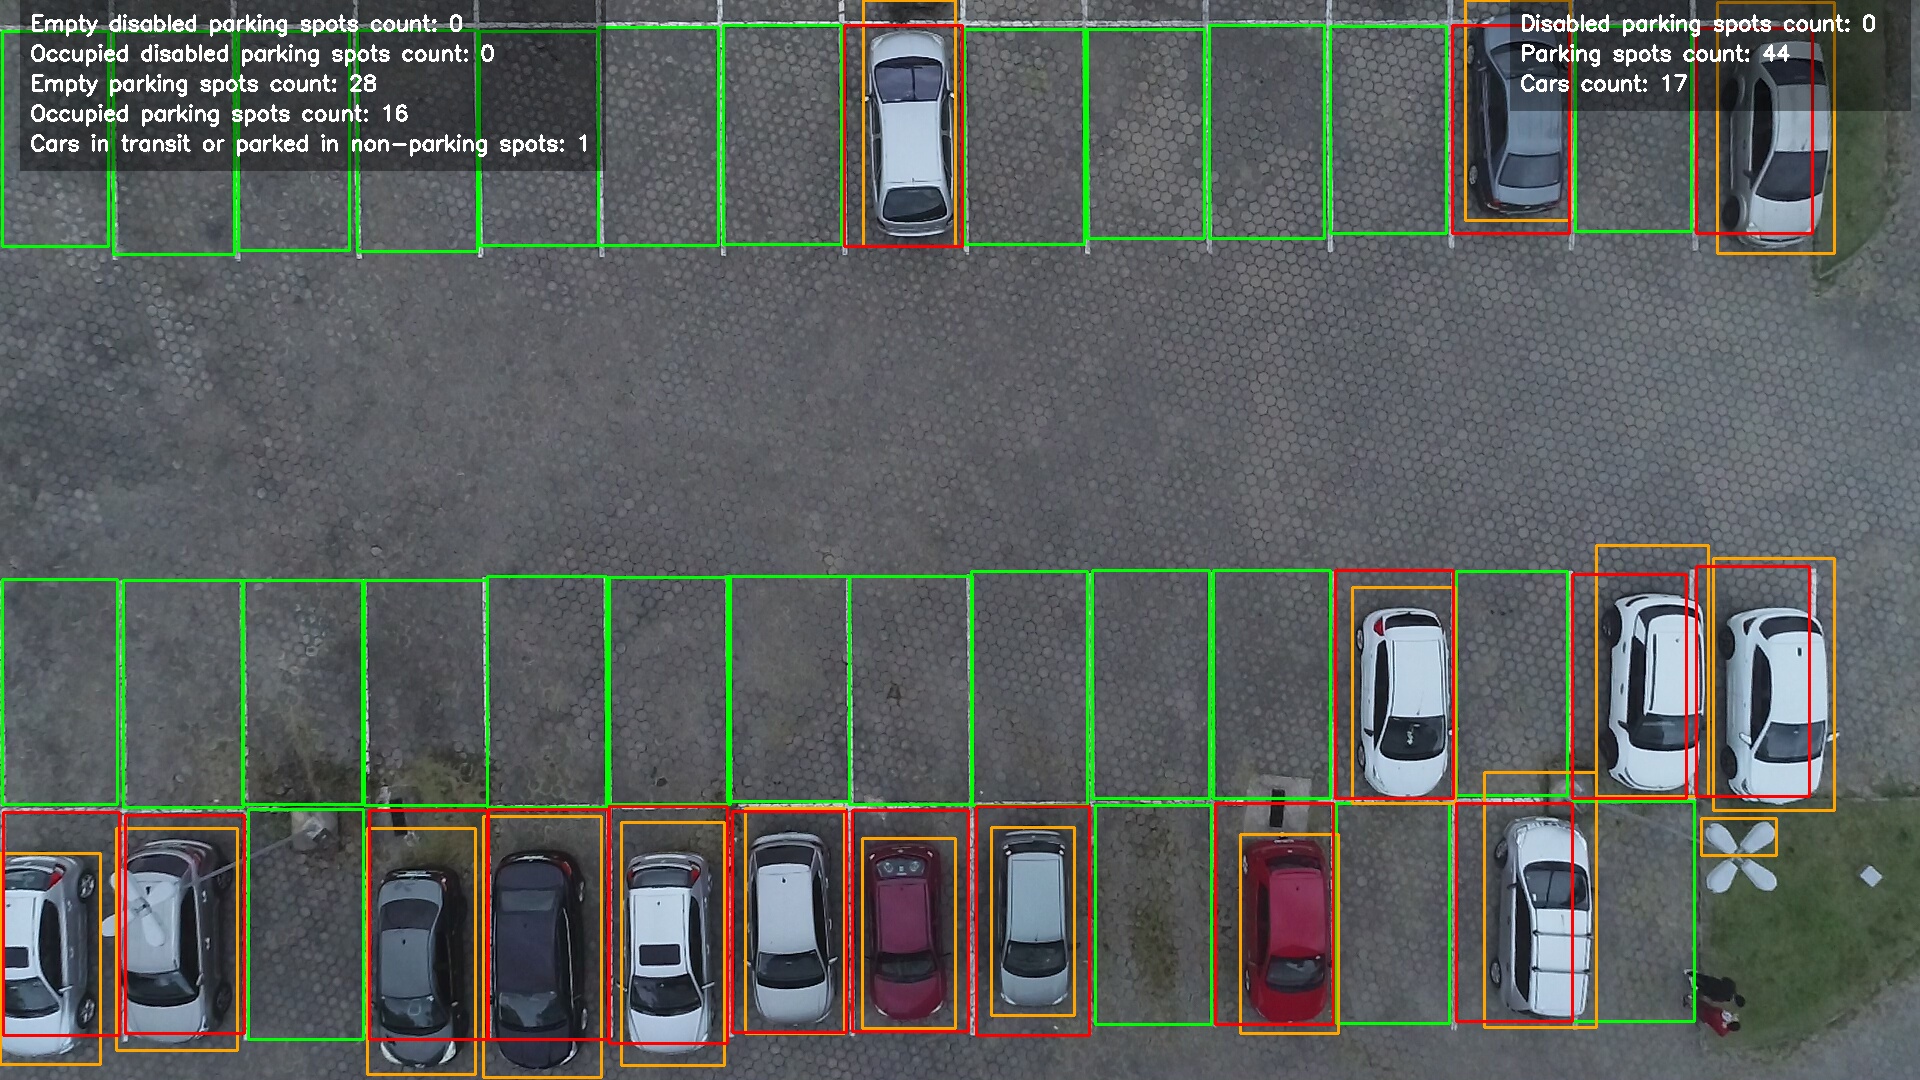 Empty disabled parking spots count: 0
Occupied disabled parking spots count: 0
Empty parking spots count: 28
Occupied parking spots count: 16
Cars in transit or parked in non-parking spots: 1
Disabled parking spots count: 0
Parking spots count: 44
Cars count: 17